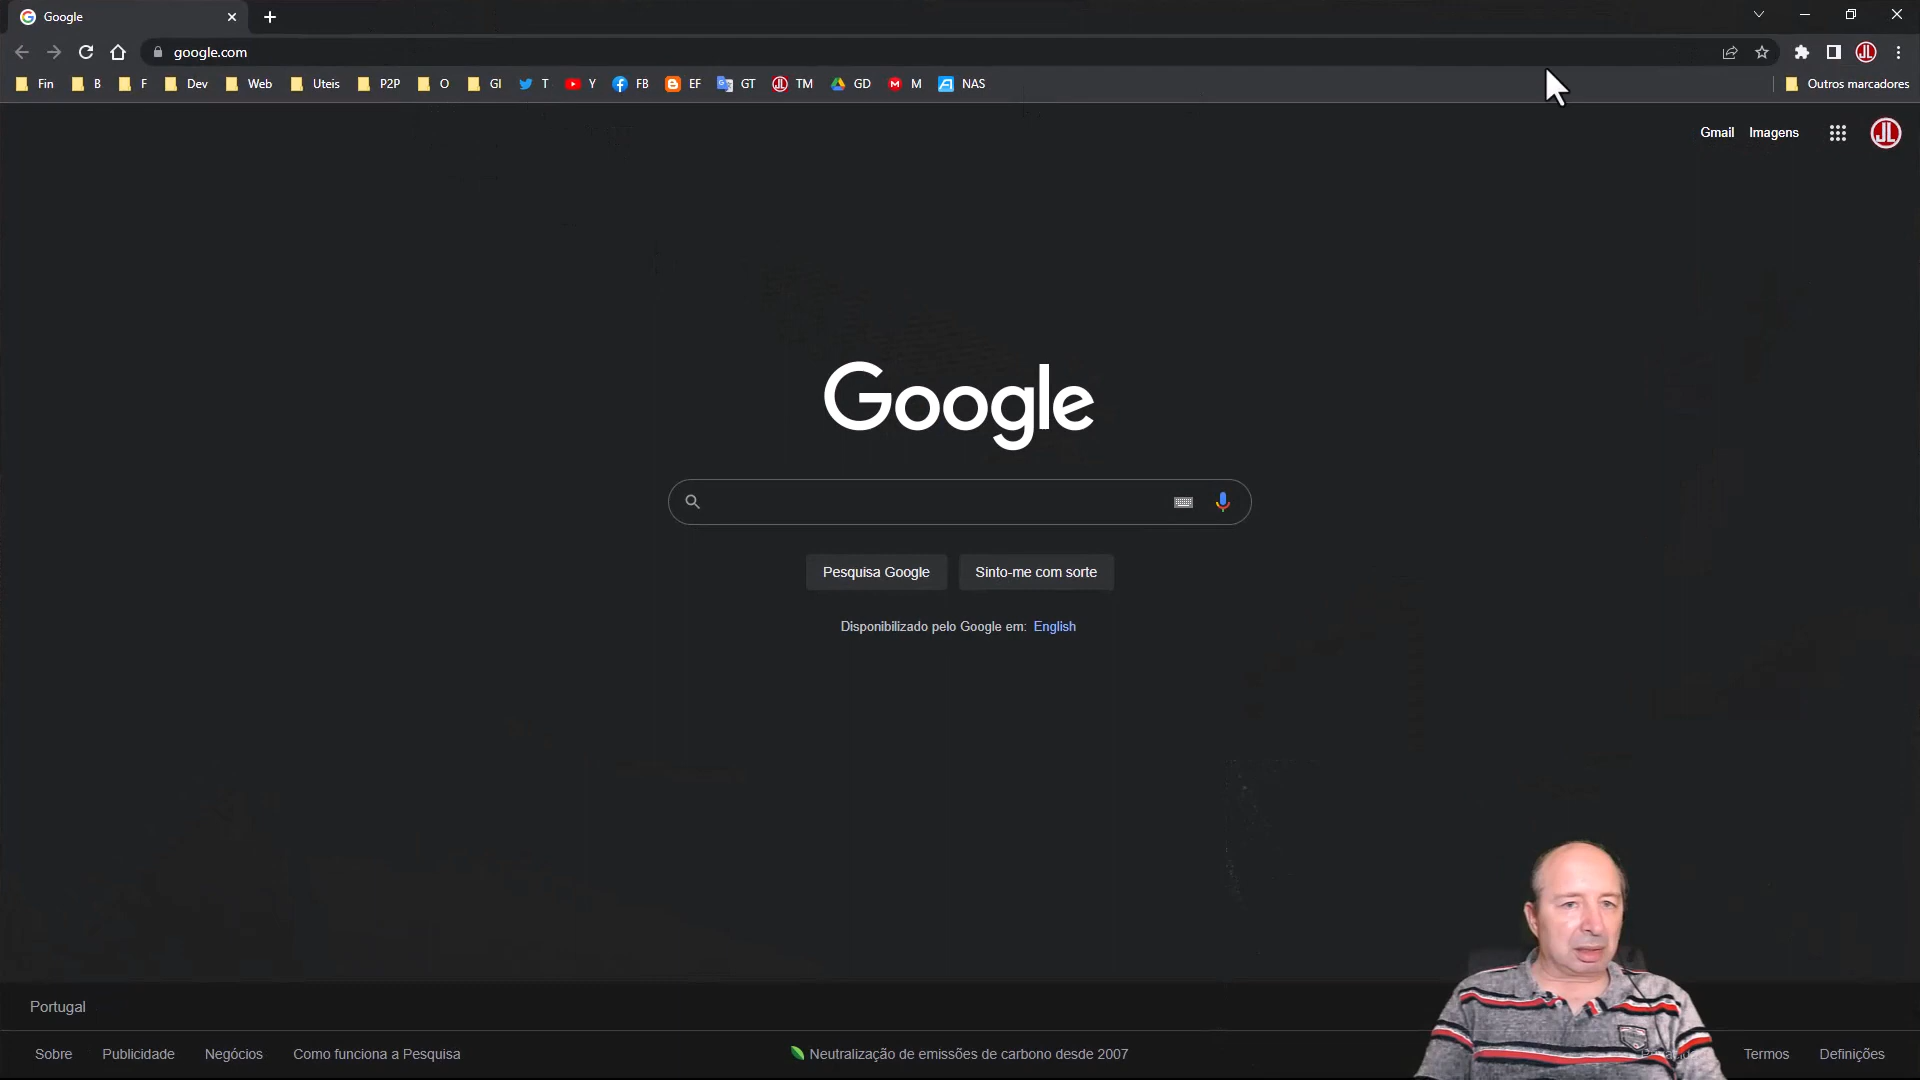 Google
google.com
Fin B F Dev Web Uteis P2P O GI T Y FB EF GT TM GD M NAS Outros marcadores
Gmail Imagens JL
Google
Pesquisa Google Sinto-me com sorte
Disponibilizado pelo Google em: English
Portugal
Sobre Publicidade Negócios Como funciona a Pesquisa Neutralização de emissões de carbono desde 2007 Termos Definições